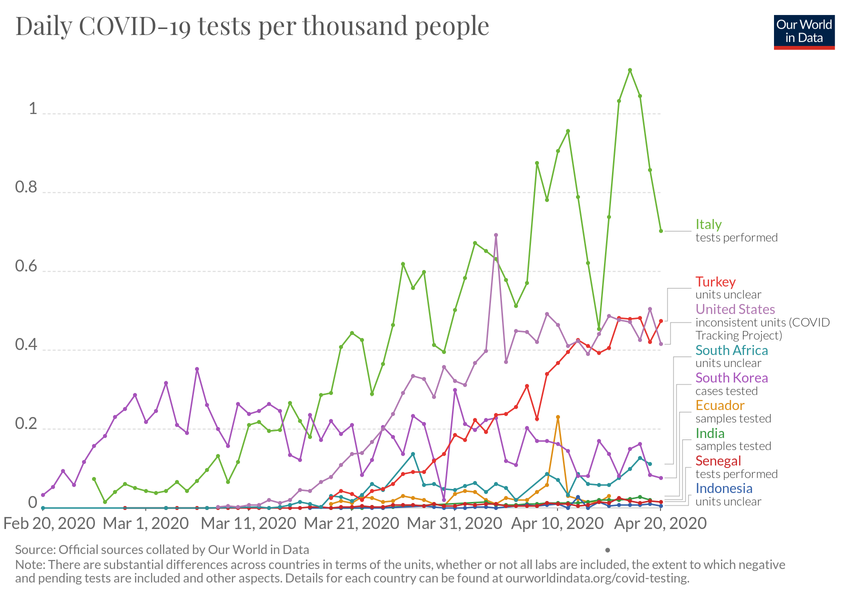 Daily COVID-19 tests per thousand people
Our World
in Data
1
0.8
0.6
0.4
0.2
0
Italy
tests performed
Turkey
units unclear
United States
inconsistent units (COVID
Tracking Project)
South Africa
units unclear
South Korea
cases tested
Ecuador
samples tested
India
samples tested
Senegal
tests performed
Indonesia
units unclear
Feb 20, 2020 Mar 1, 2020 Mar 11, 2020 Mar 21, 2020 Mar 31, 2020 Apr 10, 2020 Apr 20, 2020
Source: Official sources collated by Our World in Data
Note: There are substantial differences across countries in terms of the units, whether or not all labs are included, the extent to which negative
and pending tests are included and other aspects. Details for each country can be found at ourworldindata.org/covid-testing.